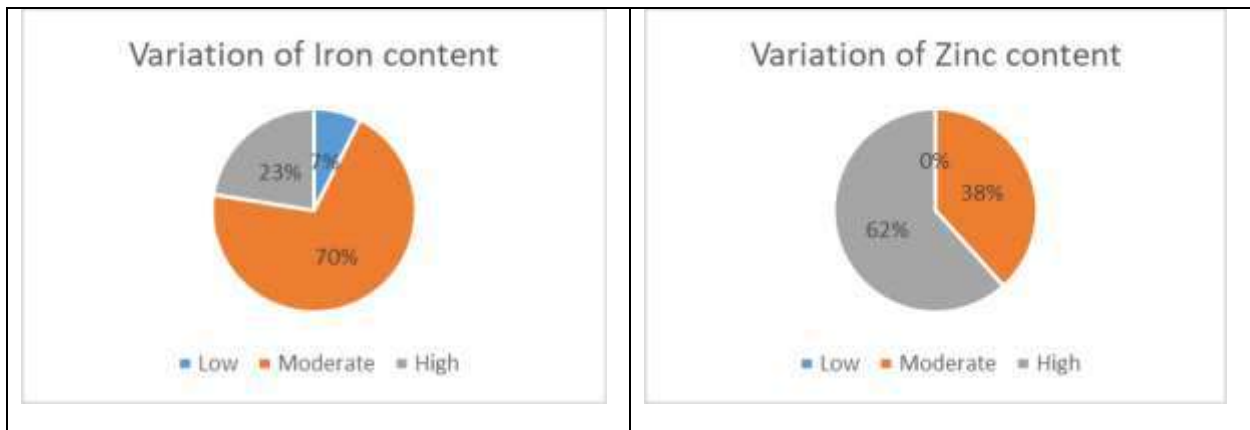 Variation of Iron content
7%
23%
70%
Low Moderate High
Variation of Zinc content
0%
38%
62%
Low Moderate High